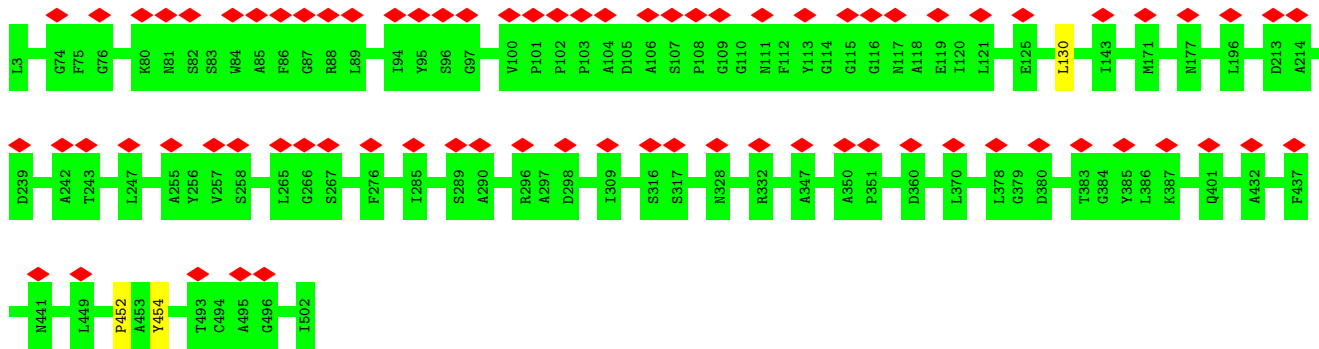 L3 G74 F75 G76 K80 N81 S82 S83 W84 A85 F86 G87 R88 L89 I94 Y95 S96 G97 V100 P101 P102 P103 A104 D105 A106 S107 P108 G109 G110 N111 F112 Y113 G114 G115 G116 N117 A118 E119 I120 L121 E125 L130 I143 M171 N177 L196 D213 A214
D239 A242 T243 L247 A255 Y256 V257 S258 L265 G266 S267 F276 I285 S289 A290 R296 A297 D298 I309 S316 S317 N328 R332 A347 A350 P351 D360 L370 L378 G379 D380 T383 G384 Y385 L386 K387 Q401 A432 F437
N441 L449 P452 A453 Y454 T493 C494 A495 G496 I502